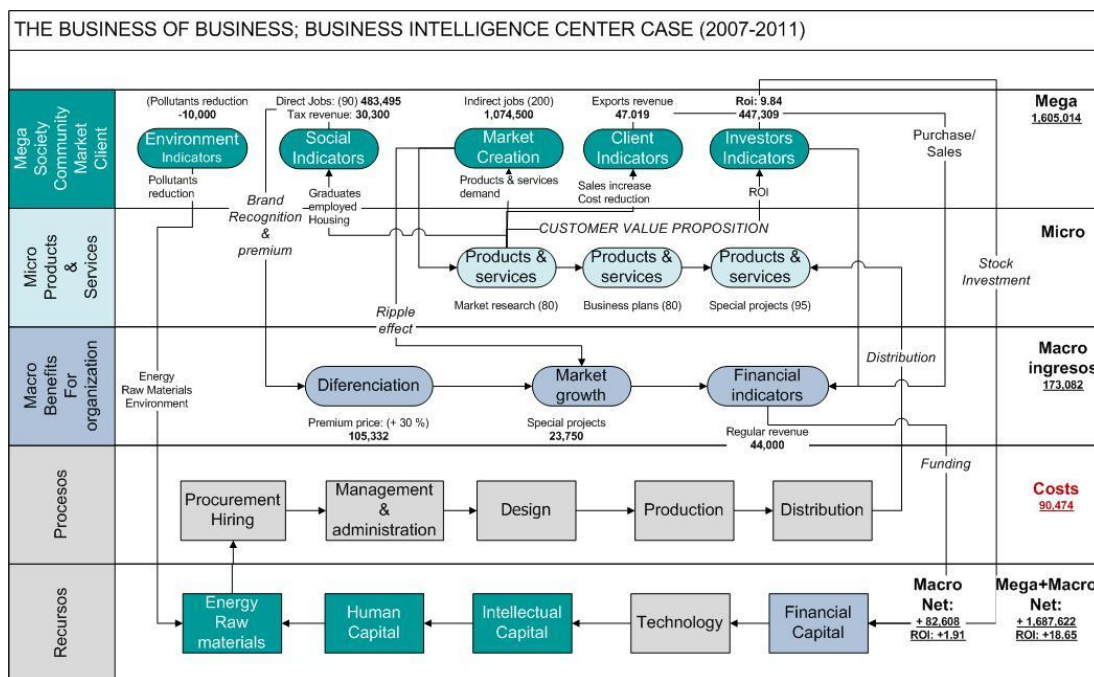 THE BUSINESS OF BUSINESS; BUSINESS INTELLIGENCE CENTER CASE (2007-2011)
Mega
Society
Community
Market
Client
(Pollutants reduction
-10,000
Environment
Indicators
Pollutants
reduction
Direct Jobs: (90) 483,495
Tax revenue: 30,300
Social
Indicators
Graduates
employed
Housing
Indirect jobs (200)
1,074,500
Market
Creation
Products & services
demand
Exports revenue
47.019
Client Indicators
Sales increase
Cost reduction
Roi: 9.84
447,309
Investors
Indicators
ROI
Purchase/
Sales
Mega
1,605,014
Brand
Recognition
&
premium
Micro
Products
&
Services
CUSTOMER VALUE PROPOSITION
Products &
services
Market research (80)
Products &
services
Business plans (80)
Products &
services
Special projects (95)
Micro
Stock
Investment
Ripple
effect
Macro
Benefits
For
organization
Energy
Raw Materials
Environment
Diferenciation
Premium price: (+ 30 %)
105,332
Market
growth
Special projects
23,750
Financial
indicators
Regular revenue
44,000
Distribution
Macro
ingresos
173,082
Funding
Procesos
Procurement
Hiring
Management
&
administration
Design
Production
Distribution
Costs
90,474
Recursos
Energy
Raw
materials
Human
Capital
Intellectual
Capital
Technology
Financial
Capital
Macro
Net:
+ 82,608
ROI: +1.91
Mega+Macro
Net:
+ 1,687,622
ROI: +18.65